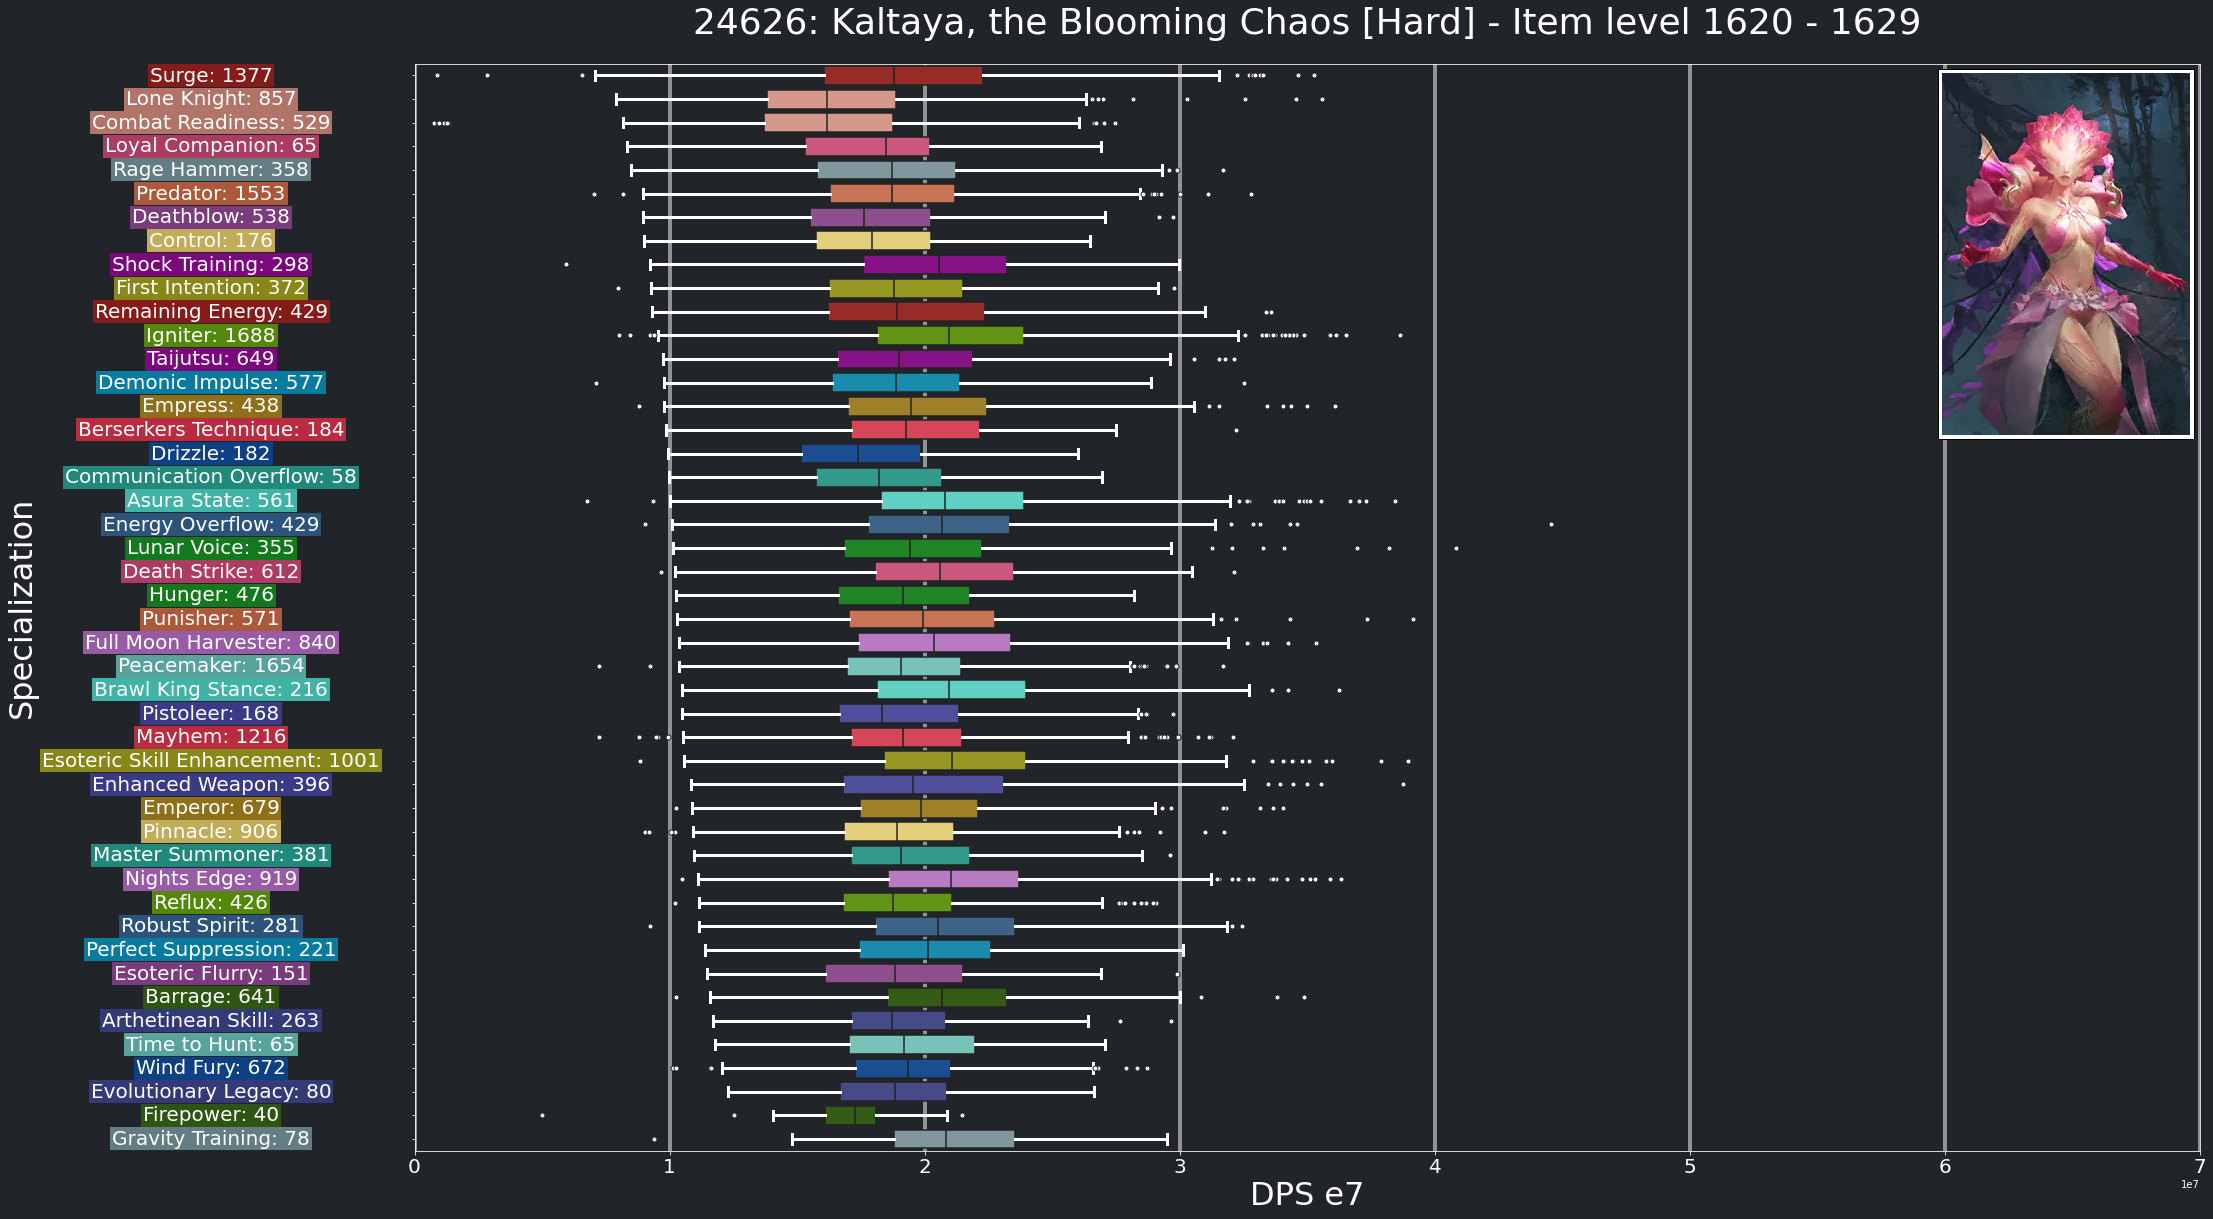 24626: Kaltaya, the Blooming Chaos [Hard] - Item level 1620 - 1629
Specialization
Surge: 1377
Lone Knight: 857
Combat Readiness: 529
Loyal Companion: 65
Rage Hammer: 358
Predator: 1553
Deathblow: 538
Control: 176
Shock Training: 298
First Intention: 372
Remaining Energy: 429
Igniter: 1688
Taijutsu: 649
Demonic Impulse: 577
Empress: 438
Berserkers Technique: 184
Drizzle: 182
Communication Overflow: 58
Asura State: 561
Energy Overflow: 429
Lunar Voice: 355
Death Strike: 612
Hunger: 476
Punisher: 571
Full Moon Harvester: 840
Peacemaker: 1654
Brawl King Stance: 216
Pistoleer: 168
Mayhem: 1216
Esoteric Skill Enhancement: 1001
Enhanced Weapon: 396
Emperor: 679
Pinnacle: 906
Master Summoner: 381
Nights Edge: 919
Reflux: 426
Robust Spirit: 281
Perfect Suppression: 221
Esoteric Flurry: 151
Barrage: 641
Arthetinean Skill: 263
Time to Hunt: 65
Wind Fury: 672
Evolutionary Legacy: 80
Firepower: 40
Gravity Training: 78
0 1 2 3 4 5 6 7
1e7
DPS e7